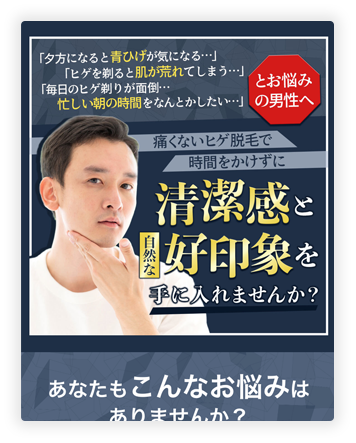 「夕方になると青ひげが気になる…」
「ヒゲを剃ると肌が荒れてしまう…」
「毎日のヒゲ剃りが面倒…
忙しい朝の時間をなんとかしたい…」
とお悩み
の男性へ
痛くないヒゲ脱毛で
時間をかけずに
清潔感と
自然な
好印象を
手に入れませんか?
あなたもこんなお悩みは
ありませんか?